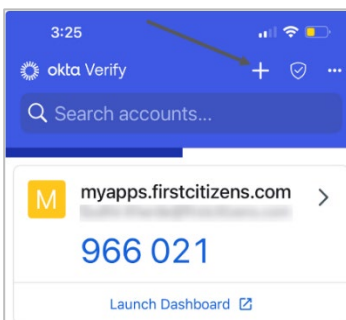 3:25
okta Verify
Search accounts...
M
myapps.firstcitizens.com
966 021
Launch Dashboard